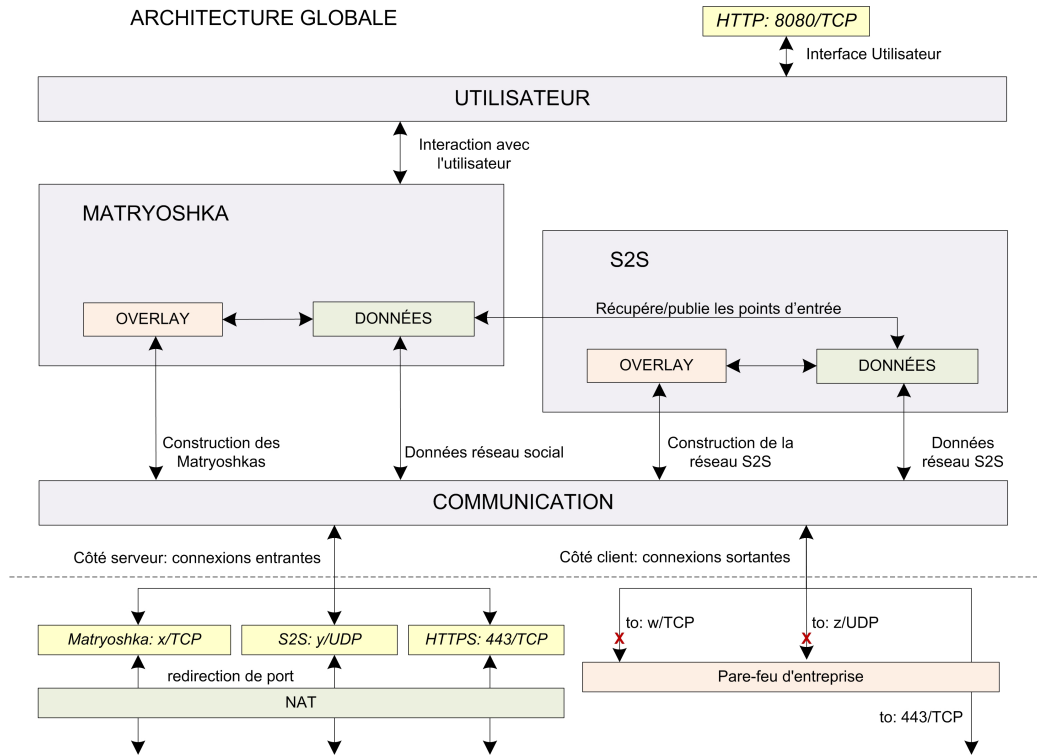 ARCHITECTURE GLOBALE
HTTP: 8080/TCP
Interface Utilisateur
UTILISATEUR
Interaction avec
l'utilisateur
MATRYOSHKA
S2S
OVERLAY
DONNÉES
Récupére/publie les points d’entrée
OVERLAY
DONNÉES
Construction des
Matryoshkas
Données réseau social
Construction de la
réseau S2S
Données
réseau S2S
COMMUNICATION
Côté serveur: connexions entrantes
Côté client: connexions sortantes
Matryoshka: x/TCP
S2S: y/UDP
HTTPS: 443/TCP
to: w/TCP
X
to: z/UDP
X
redirection de port
NAT
Pare-feu d'entreprise
to: 443/TCP